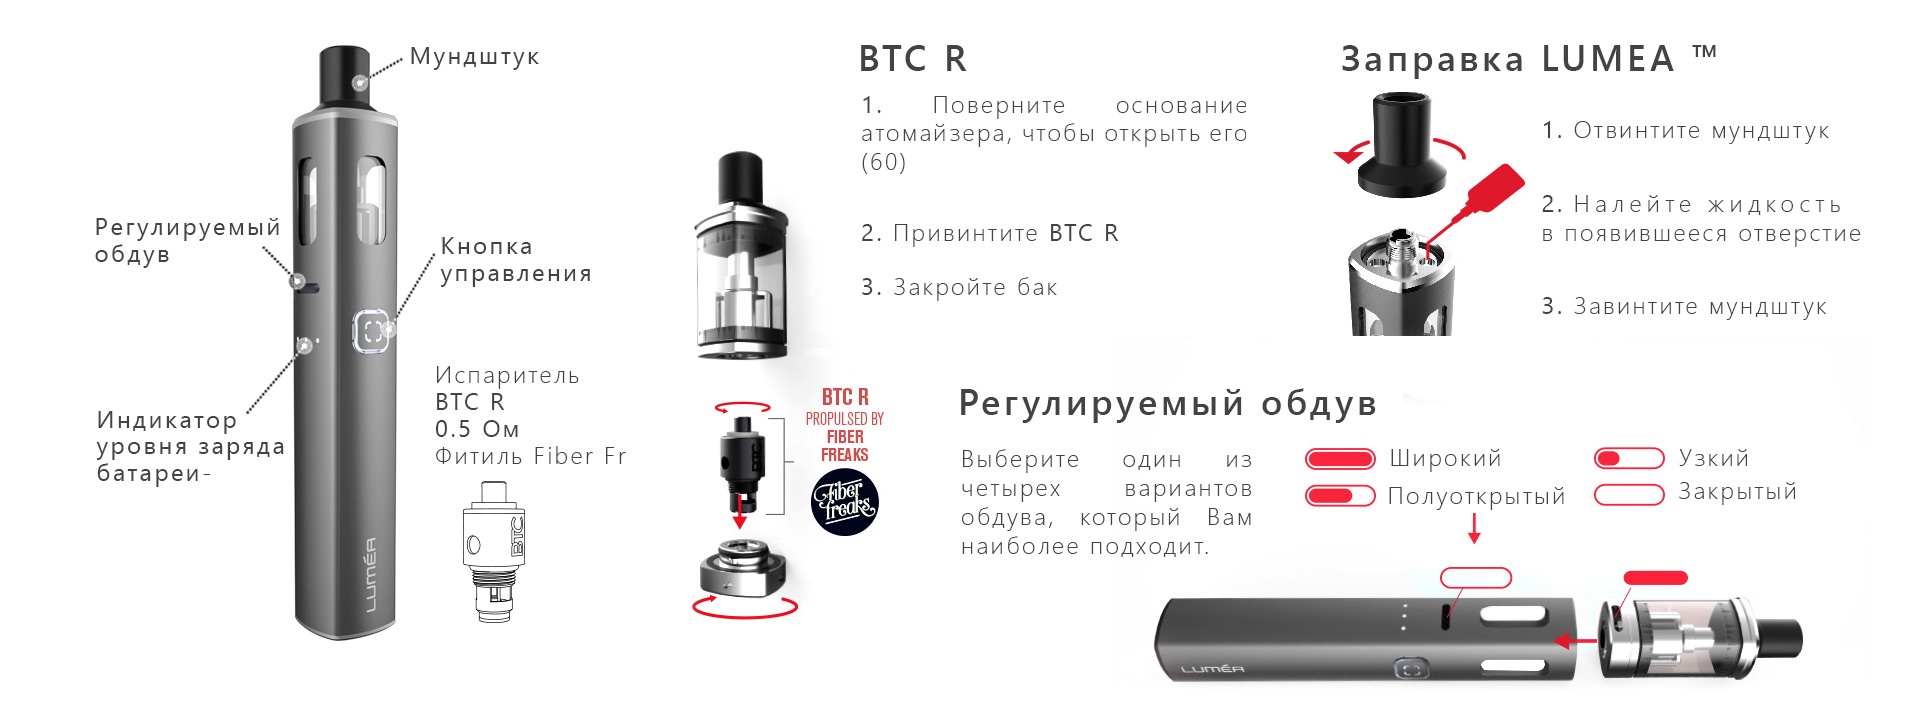 Мундштук
Регулируемый
обдув
Кнопка
управления
Индикатор
уровня заряда
батареи-
Испаритель
BTC R
0.5 Ом
Фитиль Fiber Fr
BTC
LUMÉA
BTC R
1. Поверните основание
атомайзера, чтобы открыть его
(60)
2. Привинтите BTC R
3. Закройте бак
BTC
BTC R
PROPULSED BY
FIBER
FREAKS
Fiber
freaks
Заправка LUMEA ™
1. Отвинтите мундштук
2. Налейте жидкость
в появившееся отверстие
3. Завинтите мундштук
Регулируемый обдув
Выберите один из
четырех вариантов
обдува, который Вам
наиболее подходит.
Широкий
Полуоткрытый
Узкий
Закрытый
LUMÉA